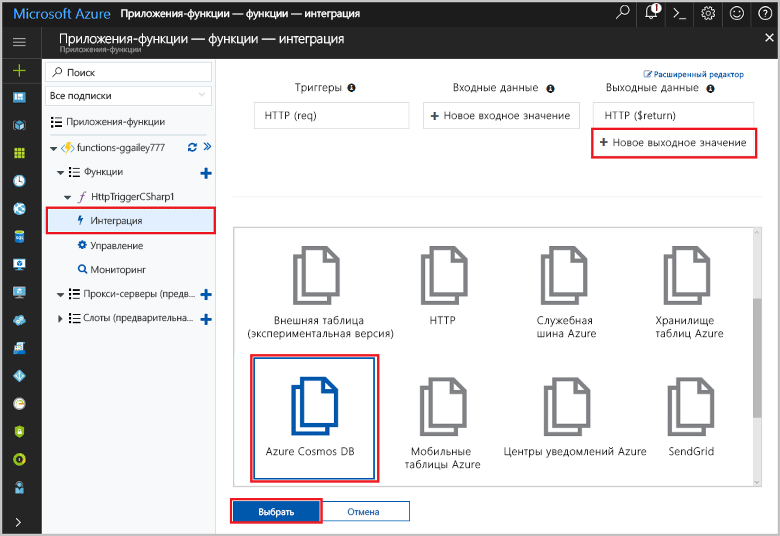 Microsoft Azure
Приложения-функции — функции — интеграция
1
Приложения-функции — функции — интеграция
Приложения-функции
Поиск
Все подписки
Приложения-функции
functions-ggailey777
Функции
HttpTriggerCSharp1
Интеграция
Управление
Мониторинг
Прокси-серверы (предв...
Слоты (предварительна...
Расширенный редактор
Триггеры
Входные данные
Выходные данные
HTTP (req)
Новое входное значение
HTTP ($return)
Новое выходное значение
Внешняя таблица
(экспериментальная версия)
HTTP
Служебная
шина Azure
Хранилище
таблиц Azure
Azure Cosmos DB
Мобильные
таблицы Azure
Центры уведомлений Azure
SendGrid
Выбрать
Отмена